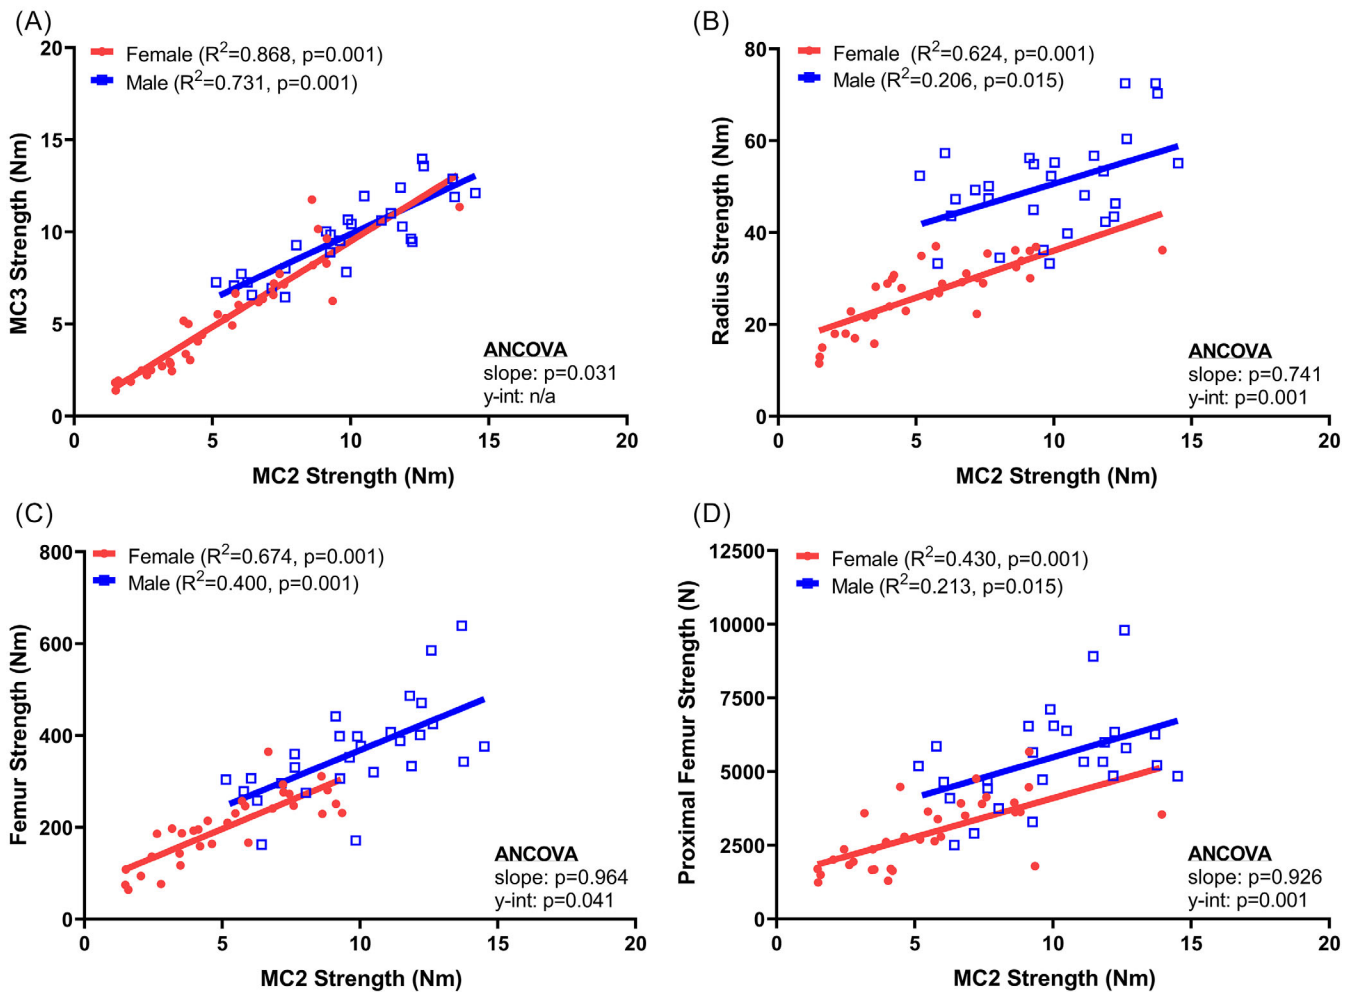 (A)
Female (R²=0.868, p=0.001)
Male (R²=0.731, p=0.001)
MC3 Strength (Nm)
20
15
10
5
0
ANCOVA
slope: p=0.031
y-int: n/a
0 5 10 15 20
MC2 Strength (Nm)
(B)
Female (R²=0.624, p=0.001)
Male (R²=0.206, p=0.015)
Radius Strength (Nm)
80
60
40
20
0
ANCOVA
slope: p=0.741
y-int: p=0.001
0 5 10 15 20
MC2 Strength (Nm)
(C)
Female (R²=0.674, p=0.001)
Male (R²=0.400, p=0.001)
Femur Strength (Nm)
800
600
400
200
0
ANCOVA
slope: p=0.964
y-int: p=0.041
0 5 10 15 20
MC2 Strength (Nm)
(D)
Female (R²=0.430, p=0.001)
Male (R²=0.213, p=0.015)
Proximal Femur Strength (N)
12500
10000
7500
5000
2500
0
ANCOVA
slope: p=0.926
y-int: p=0.001
0 5 10 15 20
MC2 Strength (Nm)